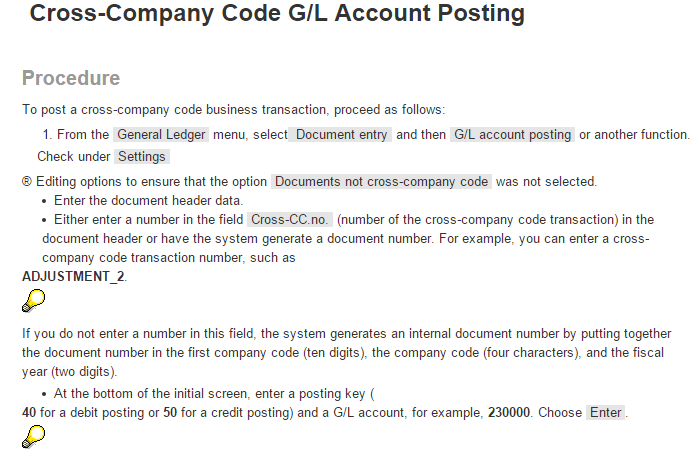 Cross-Company Code G/L Account Posting
Procedure
To post a cross-company code business transaction, proceed as follows:
1. From the General Ledger menu, select Document entry and then G/L account posting or another function.
Check under Settings
® Editing options to ensure that the option Documents not cross-company code was not selected.
• Enter the document header data.
• Either enter a number in the field Cross-CC.no. (number of the cross-company code transaction) in the
document header or have the system generate a document number. For example, you can enter a cross-
company code transaction number, such as
ADJUSTMENT_2.
If you do not enter a number in this field, the system generates an internal document number by putting together
the document number in the first company code (ten digits), the company code (four characters), and the fiscal
year (two digits).
• At the bottom of the initial screen, enter a posting key (
40 for a debit posting or 50 for a credit posting) and a G/L account, for example, 230000. Choose Enter.